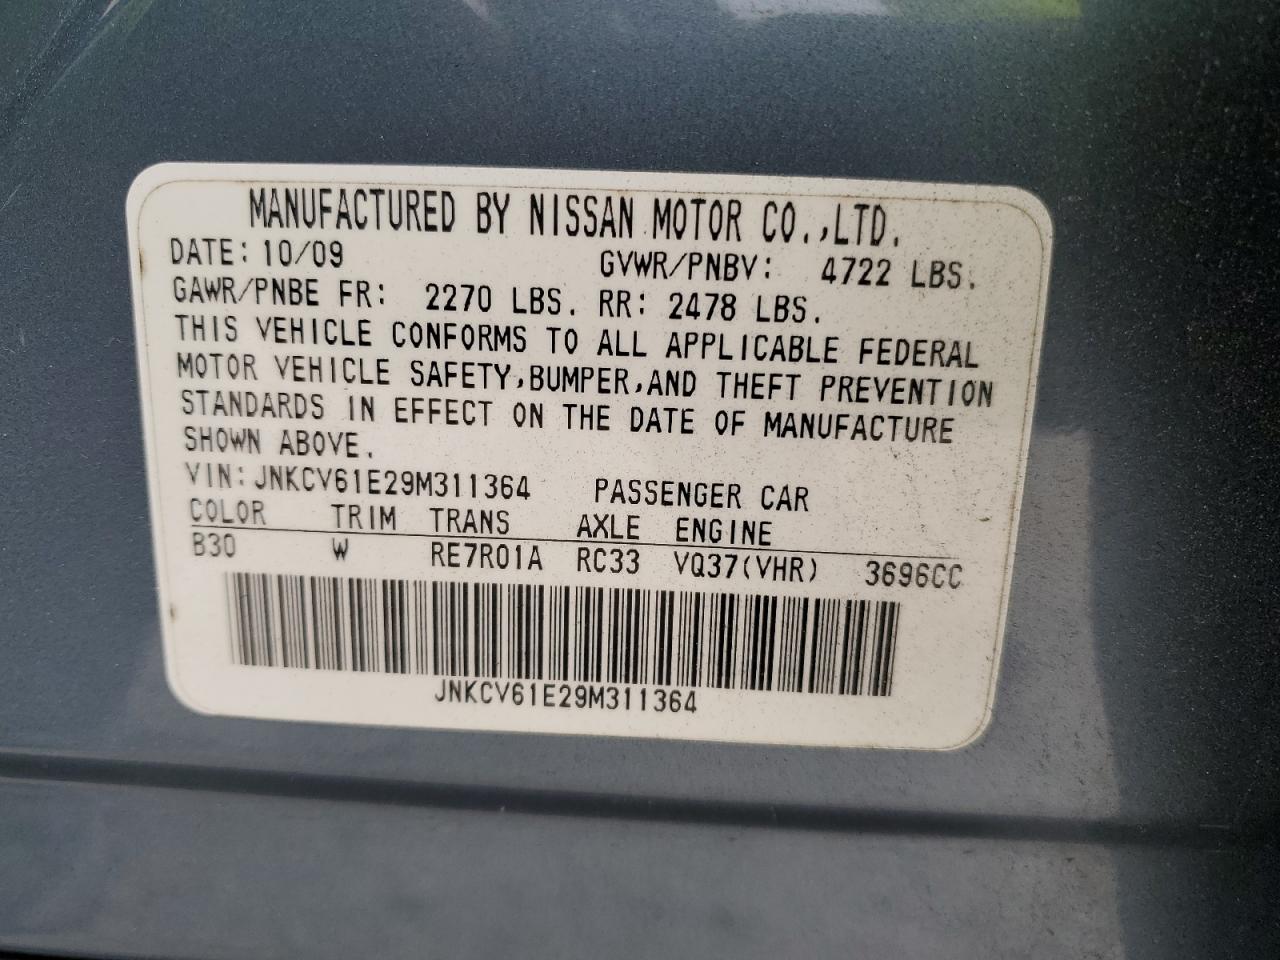 MANUFACTURED BY NISSAN MOTOR CO.,LTD.
DATE: 10/09 GVWR/PNBV: 4722 LBS.
GAWR/PNBE FR: 2270 LBS. RR: 2478 LBS.
THIS VEHICLE CONFORMS TO ALL APPLICABLE FEDERAL
MOTOR VEHICLE SAFETY,BUMPER,AND THEFT PREVENTION
STANDARDS IN EFFECT ON THE DATE OF MANUFACTURE
SHOWN ABOVE.
VIN: JNKCV61E29M311364 PASSENGER CAR
COLOR TRIM TRANS AXLE ENGINE
B30 W RE7R01A RC33 VQ37(VHR) 3696CC
JNKCV61E29M311364